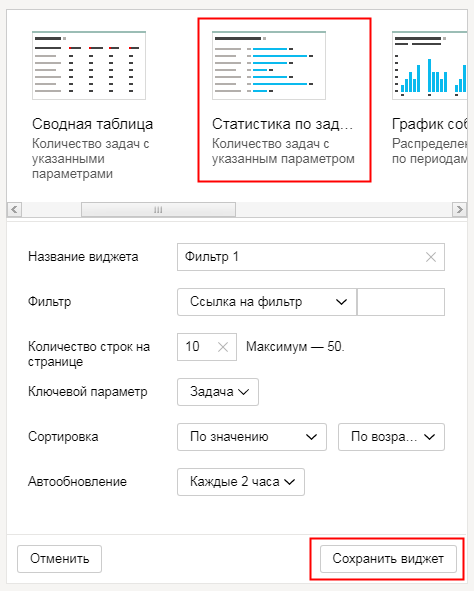 Сводная таблица
Количество задач с
указанными
параметрами
Статистика по зад...
Количество задач с
указанным параметром
График соб
Распределен
по периодам
Название виджета
Фильтр 1
Фильтр
Ссылка на фильтр
Количество строк на
странице
10
Максимум — 50.
Ключевой параметр
Задача
Сортировка
По значению
По возра...
Автообновление
Каждые 2 часа
Отменить
Сохранить виджет